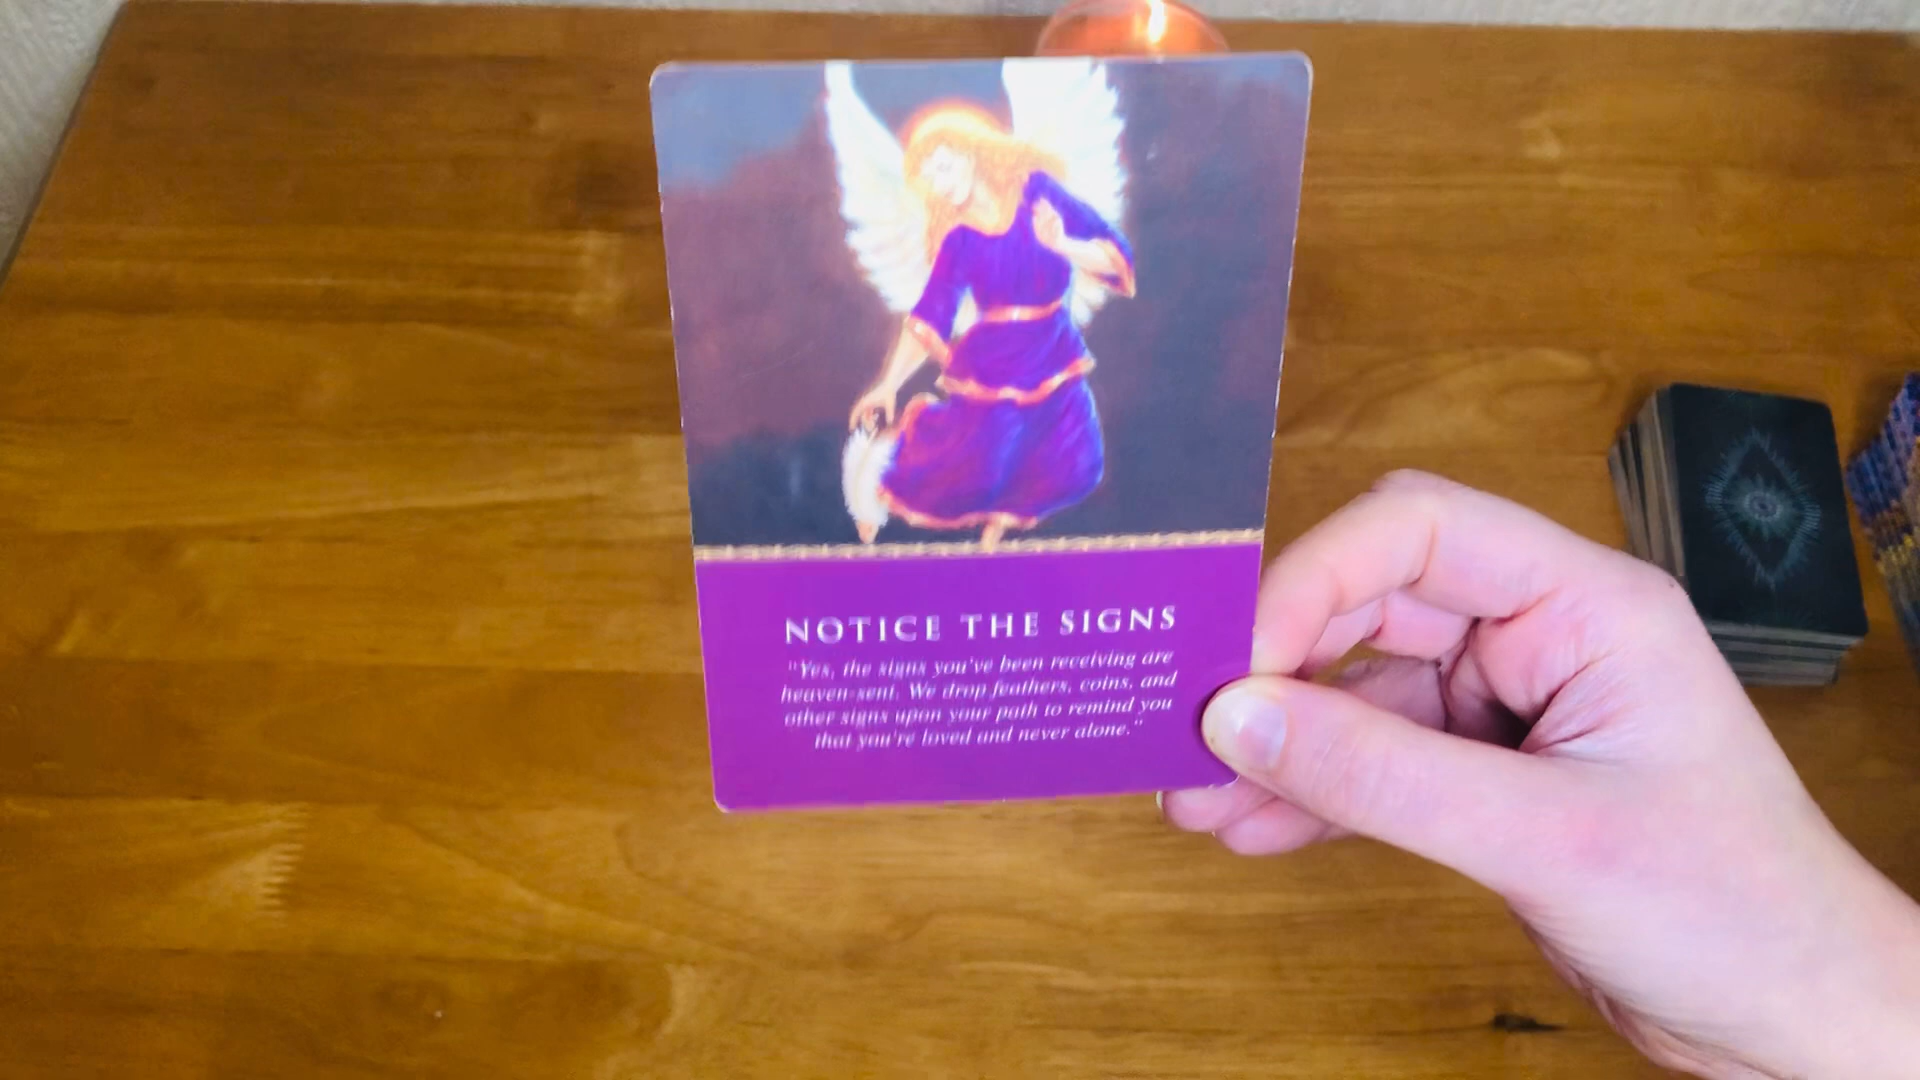 NOTICE THE SIGNS
"Yes, the signs you've been receiving are
heaven-sent. We drop feathers, coins, and
other signs upon your path to remind you
that you're loved and never alone."